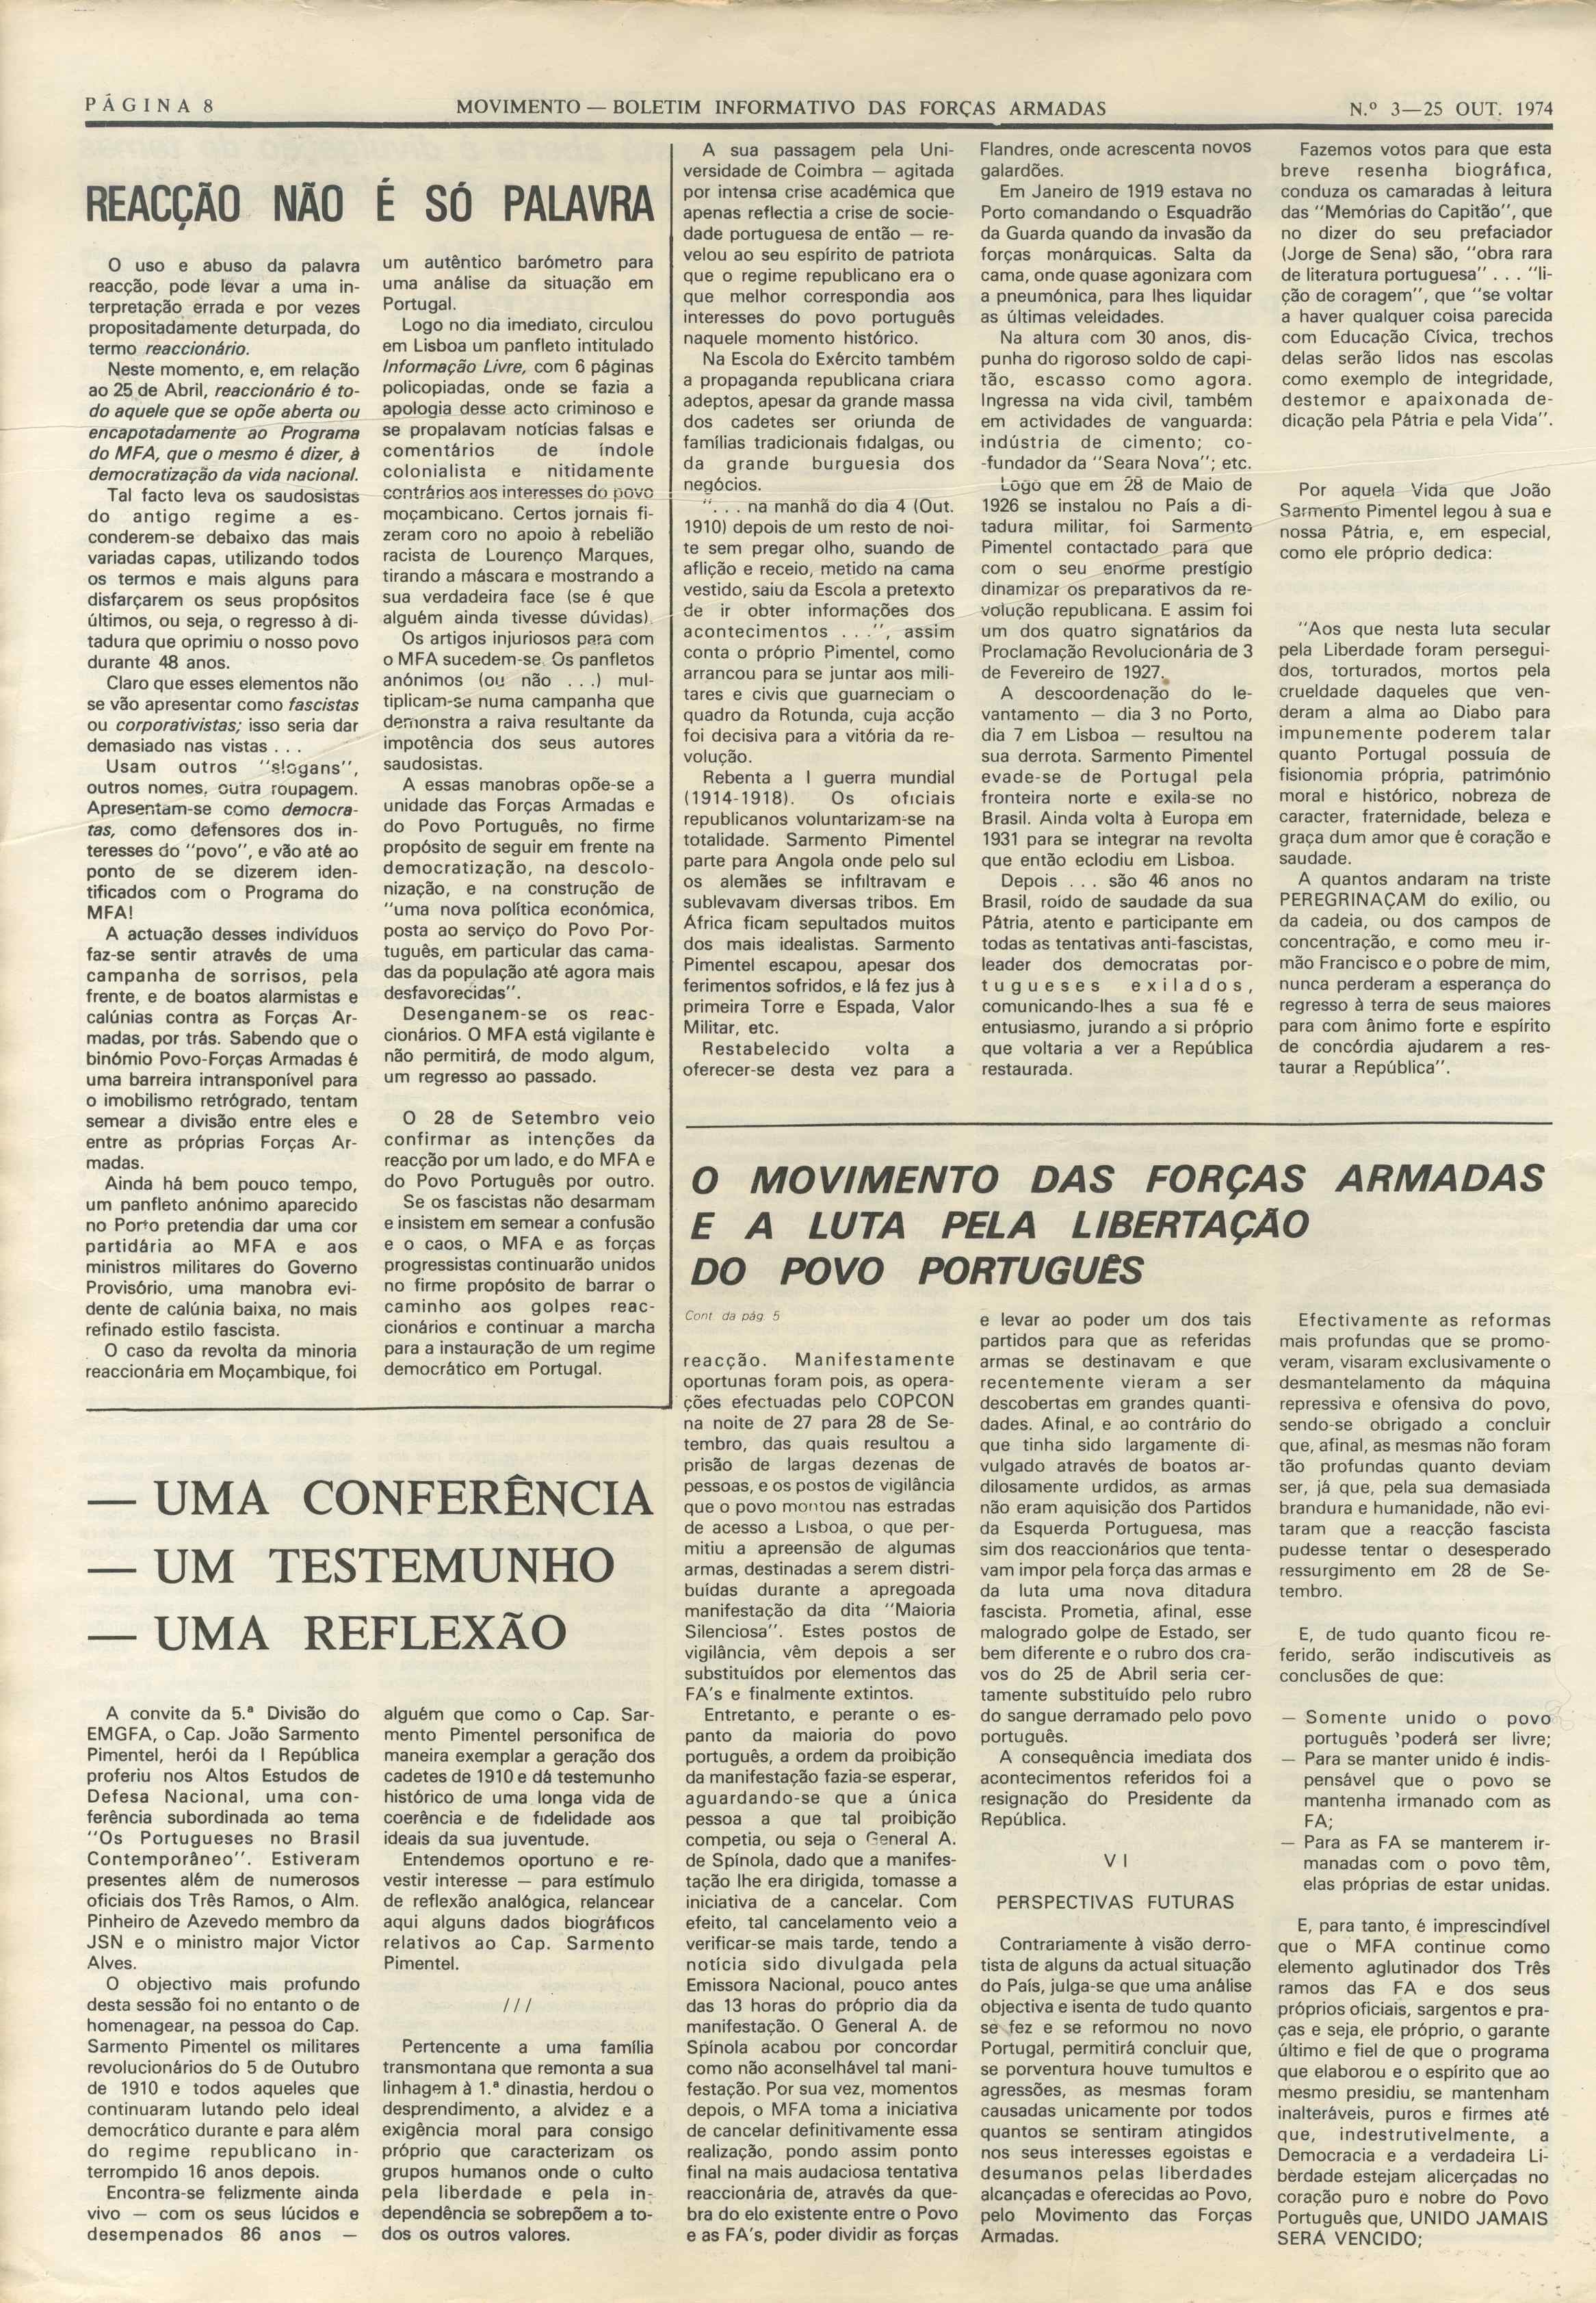 PÁGINA 8
MOVIMENTO — BOLETIM INFORMATIVO DAS FORÇAS ARMADAS
N.º 3—25 OUT. 1974
REACÇÃO NÃO É SÓ PALAVRA
O uso e abuso da palavra
reacção, pode levar a uma in-
terpretação errada e por vezes
propositadamente deturpada, do
termo reaccionário.
Neste momento, e, em relação
ao 25 de Abril, reaccionário é to-
do aquele que se opõe aberta ou
encapotadamente ao Programa
do MFA, que o mesmo é dizer, à
democratização da vida nacional.
Tal facto leva os saudosistas
do antigo regime a es-
conderem-se debaixo das mais
variadas capas, utilizando todos
os termos e mais alguns para
disfarçarem os seus propósitos
últimos, ou seja, o regresso à di-
tadura que oprimiu o nosso povo
durante 48 anos.
Claro que esses elementos não
se vão apresentar como fascistas
ou corporativistas; isso seria dar
demasiado nas vistas . . .
Usam outros "slogans",
outros nomes, outra roupagem.
Apresentam-se como democra-
tas, como defensores dos in-
teresses do "povo", e vão até ao
ponto de se dizerem iden-
tificados com o Programa do
MFA!
A actuação desses indivíduos
faz-se sentir através de uma
campanha de sorrisos, pela
frente, e de boatos alarmistas e
calúnias contra as Forças Ar-
madas, por trás. Sabendo que o
binómio Povo-Forças Armadas é
uma barreira intransponível para
o imobilismo retrógrado, tentam
semear a divisão entre eles e
entre as próprias Forças Ar-
madas.
Ainda há bem pouco tempo,
um panfleto anónimo aparecido
no Porto pretendia dar uma cor
partidária ao MFA e aos
ministros militares do Governo
Provisório, uma manobra evi-
dente de calúnia baixa, no mais
refinado estilo fascista.
O caso da revolta da minoria
reaccionária em Moçambique, foi
um autêntico barómetro para
uma análise da situação em
Portugal.
Logo no dia imediato, circulou
em Lisboa um panfleto intitulado
Informação Livre, com 6 páginas
policopiadas, onde se fazia a
apologia desse acto criminoso e
se propalavam notícias falsas e
comentários de índole
colonialista e nitidamente
contrários aos interesses do povo
moçambicano. Certos jornais fi-
zeram coro no apoio à rebelião
racista de Lourenço Marques,
tirando a máscara e mostrando a
sua verdadeira face (se é que
alguém ainda tivesse dúvidas).
Os artigos injuriosos para com
o MFA sucedem-se. Os panfletos
anónimos (ou não . . .) mul-
tiplicam-se numa campanha que
demonstra a raiva resultante da
impotência dos seus autores
saudosistas.
A essas manobras opõe-se a
unidade das Forças Armadas e
do Povo Português, no firme
propósito de seguir em frente na
democratização, na descolo-
nização, e na construção de
"uma nova política económica,
posta ao serviço do Povo Por-
tuguês, em particular das cama-
das da população até agora mais
desfavorecidas".
Desenganem-se os reac-
cionários. O MFA está vigilante e
não permitirá, de modo algum,
um regresso ao passado.
O 28 de Setembro veio
confirmar as intenções da
reacção por um lado, e do MFA e
do Povo Português por outro.
Se os fascistas não desarmam
e insistem em semear a confusão
e o caos, o MFA e as forças
progressistas continuarão unidos
no firme propósito de barrar o
caminho aos golpes reac-
cionários e continuar a marcha
para a instauração de um regime
democrático em Portugal.
— UMA CONFERÊNCIA
— UM TESTEMUNHO
— UMA REFLEXÃO
A convite da 5.ª Divisão do
EMGFA, o Cap. João Sarmento
Pimentel, herói da I República
proferiu nos Altos Estudos de
Defesa Nacional, uma con-
ferência subordinada ao tema
"Os Portugueses no Brasil
Contemporâneo". Estiveram
presentes além de numerosos
oficiais dos Três Ramos, o Alm.
Pinheiro de Azevedo membro da
JSN e o ministro major Victor
Alves.
O objectivo mais profundo
desta sessão foi no entanto o de
homenagear, na pessoa do Cap.
Sarmento Pimentel os militares
revolucionários do 5 de Outubro
de 1910 e todos aqueles que
continuaram lutando pelo ideal
democrático durante e para além
do regime republicano in-
terrompido 16 anos depois.
Encontra-se felizmente ainda
vivo — com os seus lúcidos e
desempenados 86 anos —
alguém que como o Cap. Sar-
mento Pimentel personifica de
maneira exemplar a geração dos
cadetes de 1910 e dá testemunho
histórico de uma longa vida de
coerência e de fidelidade aos
ideais da sua juventude.
Entendemos oportuno e re-
vestir interesse — para estímulo
de reflexão analógica, relancear
aqui alguns dados biográficos
relativos ao Cap. Sarmento
Pimentel.
///
Pertencente a uma família
transmontana que remonta a sua
linhagem à 1.ª dinastia, herdou o
desprendimento, a alvidez e a
exigência moral para consigo
próprio que caracterizam os
grupos humanos onde o culto
pela liberdade e pela in-
dependência se sobrepõem a to-
dos os outros valores.
A sua passagem pela Uni-
versidade de Coimbra — agitada
por intensa crise académica que
apenas reflectia a crise de socie-
dade portuguesa de então — re-
velou ao seu espírito de patriota
que o regime republicano era o
que melhor correspondia aos
interesses do povo português
naquele momento histórico.
Na Escola do Exército também
a propaganda republicana criara
adeptos, apesar da grande massa
dos cadetes ser oriunda de
famílias tradicionais fidalgas, ou
da grande burguesia dos
negócios.
". . . na manhã do dia 4 (Out.
1910) depois de um resto de noi-
te sem pregar olho, suando de
aflição e receio, metido na cama
vestido, saiu da Escola a pretexto
de ir obter informações dos
acontecimentos . . .", assim
conta o próprio Pimentel, como
arrancou para se juntar aos mili-
tares e civis que guarneciam o
quadro da Rotunda, cuja acção
foi decisiva para a vitória da re-
volução.
Rebenta a I guerra mundial
(1914-1918). Os oficiais
republicanos voluntarizam-se na
totalidade. Sarmento Pimentel
parte para Angola onde pelo sul
os alemães se infiltravam e
sublevavam diversas tribos. Em
África ficam sepultados muitos
dos mais idealistas. Sarmento
Pimentel escapou, apesar dos
ferimentos sofridos, e lá fez jus à
primeira Torre e Espada, Valor
Militar, etc.
Restabelecido volta a
oferecer-se desta vez para a
Flandres, onde acrescenta novos
galardões.
Em Janeiro de 1919 estava no
Porto comandando o Esquadrão
da Guarda quando da invasão da
forças monárquicas. Salta da
cama, onde quase agonizara com
a pneumónica, para lhes liquidar
as últimas veleidades.
Na altura com 30 anos, dis-
punha do rigoroso soldo de capi-
tão, escasso como agora.
Ingressa na vida civil, também
em actividades de vanguarda:
indústria de cimento; co-
-fundador da "Seara Nova"; etc.
Logo que em 28 de Maio de
1926 se instalou no País a di-
tadura militar, foi Sarmento
Pimentel contactado para que
com o seu enorme prestígio
dinamizar os preparativos da re-
volução republicana. E assim foi
um dos quatro signatários da
Proclamação Revolucionária de 3
de Fevereiro de 1927.
A descoordenação do le-
vantamento — dia 3 no Porto,
dia 7 em Lisboa — resultou na
sua derrota. Sarmento Pimentel
evade-se de Portugal pela
fronteira norte e exila-se no
Brasil. Ainda volta à Europa em
1931 para se integrar na revolta
que então eclodiu em Lisboa.
Depois . . . são 46 anos no
Brasil, roído de saudade da sua
Pátria, atento e participante em
todas as tentativas anti-fascistas,
leader dos democratas por-
tugueses exilados,
comunicando-lhes a sua fé e
entusiasmo, jurando a si próprio
que voltaria a ver a República
restaurada.
Fazemos votos para que esta
breve resenha biográfica,
conduza os camaradas à leitura
das "Memórias do Capitão", que
no dizer do seu prefaciador
(Jorge de Sena) são, "obra rara
de literatura portuguesa" . . . "li-
ção de coragem", que "se voltar
a haver qualquer coisa parecida
com Educação Cívica, trechos
delas serão lidos nas escolas
como exemplo de integridade,
destemor e apaixonada de-
dicação pela Pátria e pela Vida".
Por aquela Vida que João
Sarmento Pimentel legou à sua e
nossa Pátria, e, em especial,
como ele próprio dedica:
"Aos que nesta luta secular
pela Liberdade foram persegui-
dos, torturados, mortos pela
crueldade daqueles que ven-
deram a alma ao Diabo para
impunemente poderem talar
quanto Portugal possuía de
fisionomia própria, património
moral e histórico, nobreza de
caracter, fraternidade, beleza e
graça dum amor que é coração e
saudade.
A quantos andaram na triste
PEREGRINAÇAM do exílio, ou
da cadeia, ou dos campos de
concentração, e como meu ir-
mão Francisco e o pobre de mim,
nunca perderam a esperança do
regresso à terra de seus maiores
para com ânimo forte e espírito
de concórdia ajudarem a res-
taurar a República".
O MOVIMENTO DAS FORÇAS ARMADAS
E A LUTA PELA LIBERTAÇÃO
DO POVO PORTUGUÊS
Cont. da pág. 5
reacção. Manifestamente
oportunas foram pois, as opera-
ções efectuadas pelo COPCON
na noite de 27 para 28 de Se-
tembro, das quais resultou a
prisão de largas dezenas de
pessoas, e os postos de vigilância
que o povo montou nas estradas
de acesso a Lisboa, o que per-
mitiu a apreensão de algumas
armas, destinadas a serem distri-
buídas durante a apregoada
manifestação da dita "Maioria
Silenciosa". Estes postos de
vigilância, vêm depois a ser
substituídos por elementos das
FA's e finalmente extintos.
Entretanto, e perante o es-
panto da maioria do povo
português, a ordem da proibição
da manifestação fazia-se esperar,
aguardando-se que a única
pessoa a que tal proibição
competia, ou seja o General A.
de Spínola, dado que a manifes-
tação lhe era dirigida, tomasse a
iniciativa de a cancelar. Com
efeito, tal cancelamento veio a
verificar-se mais tarde, tendo a
notícia sido divulgada pela
Emissora Nacional, pouco antes
das 13 horas do próprio dia da
manifestação. O General A. de
Spínola acabou por concordar
como não aconselhável tal mani-
festação. Por sua vez, momentos
depois, o MFA toma a iniciativa
de cancelar definitivamente essa
realização, pondo assim ponto
final na mais audaciosa tentativa
reaccionária de, através da que-
bra do elo existente entre o Povo
e as FA's, poder dividir as forças
e levar ao poder um dos tais
partidos para que as referidas
armas se destinavam e que
recentemente vieram a ser
descobertas em grandes quanti-
dades. Afinal, e ao contrário do
que tinha sido largamente di-
vulgado através de boatos ar-
dilosamente urdidos, as armas
não eram aquisição dos Partidos
da Esquerda Portuguesa, mas
sim dos reaccionários que tenta-
vam impor pela força das armas e
da luta uma nova ditadura
fascista. Prometia, afinal, esse
malogrado golpe de Estado, ser
bem diferente e o rubro dos cra-
vos do 25 de Abril seria cer-
tamente substituído pelo rubro
do sangue derramado pelo povo
português.
A consequência imediata dos
acontecimentos referidos foi a
resignação do Presidente da
República.
VI
PERSPECTIVAS FUTURAS
Contrariamente à visão derro-
tista de alguns da actual situação
do País, julga-se que uma análise
objectiva e isenta de tudo quanto
se fez e se reformou no novo
Portugal, permitirá concluir que,
se porventura houve tumultos e
agressões, as mesmas foram
causadas unicamente por todos
quantos se sentiram atingidos
nos seus interesses egoistas e
desumanos pelas liberdades
alcançadas e oferecidas ao Povo,
pelo Movimento das Forças
Armadas.
Efectivamente as reformas
mais profundas que se promo-
veram, visaram exclusivamente o
desmantelamento da máquina
repressiva e ofensiva do povo,
sendo-se obrigado a concluir
que, afinal, as mesmas não foram
tão profundas quanto deviam
ser, já que, pela sua demasiada
brandura e humanidade, não evi-
taram que a reacção fascista
pudesse tentar o desesperado
ressurgimento em 28 de Se-
tembro.
E, de tudo quanto ficou re-
ferido, serão indiscutiveis as
conclusões de que:
— Somente unido o povo
português 'poderá ser livre;
— Para se manter unido é indis-
pensável que o povo se
mantenha irmanado com as
FA;
— Para as FA se manterem ir-
manadas com o povo têm,
elas próprias de estar unidas.
E, para tanto, é imprescindível
que o MFA continue como
elemento aglutinador dos Três
ramos das FA e dos seus
próprios oficiais, sargentos e pra-
ças e seja, ele próprio, o garante
último e fiel de que o programa
que elaborou e o espírito que ao
mesmo presidiu, se mantenham
inalteráveis, puros e firmes até
que, indestrutivelmente, a
Democracia e a verdadeira Li-
berdade estejam alicerçadas no
coração puro e nobre do Povo
Português que, UNIDO JAMAIS
SERÁ VENCIDO;